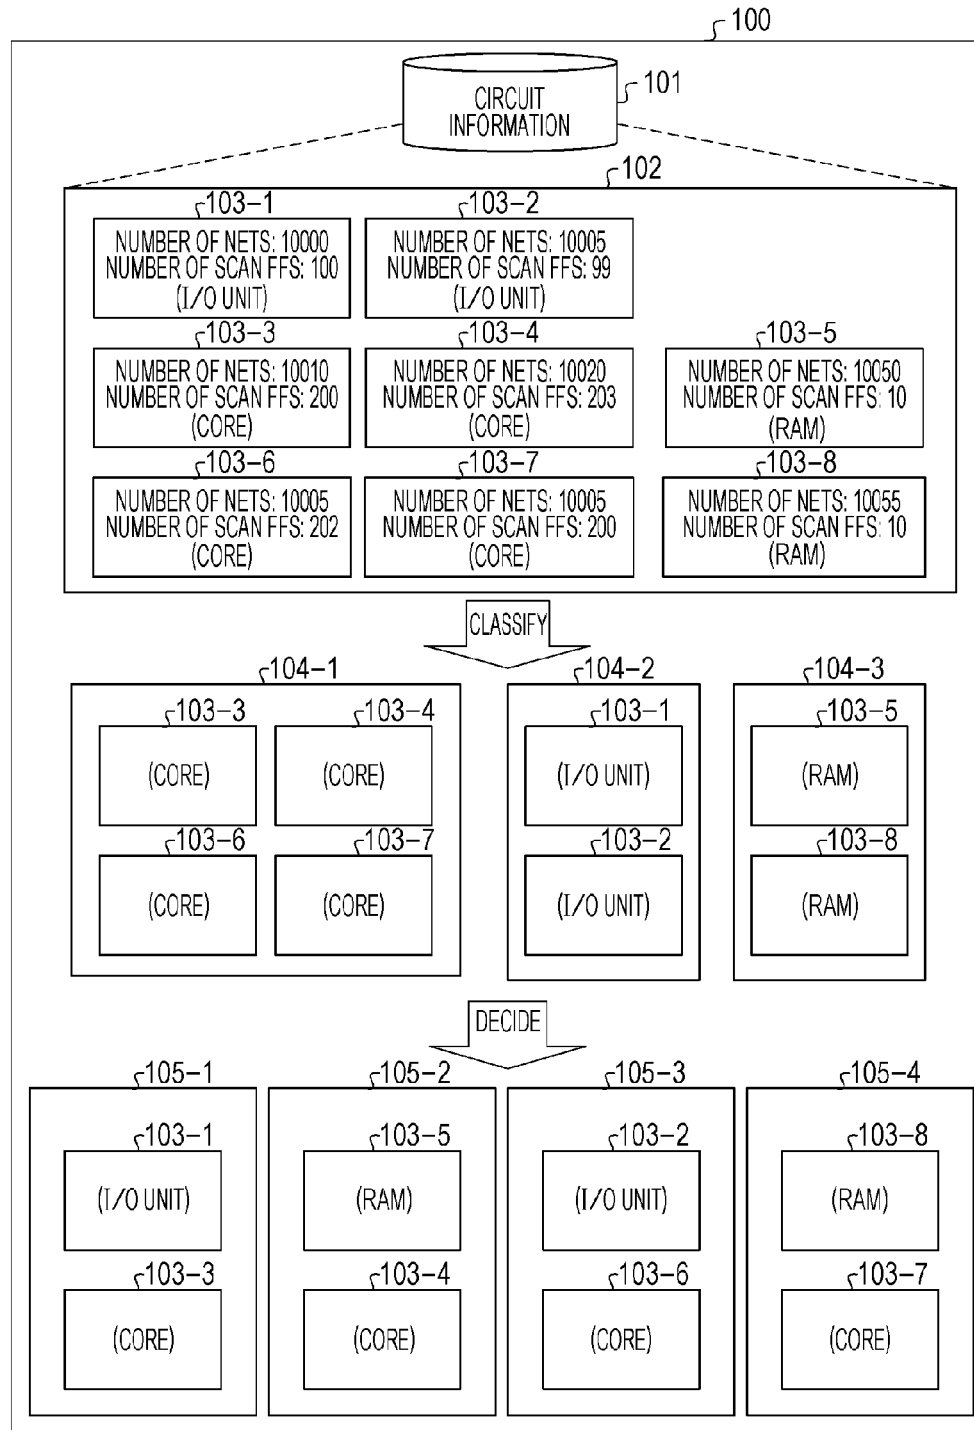 100
CIRCUIT
INFORMATION
101
102
103-1
103-2
NUMBER OF NETS: 10000
NUMBER OF SCAN FFS: 100
(I/O UNIT)
NUMBER OF NETS: 10005
NUMBER OF SCAN FFS: 99
(I/O UNIT)
103-3
103-4
103-5
NUMBER OF NETS: 10010
NUMBER OF SCAN FFS: 200
(CORE)
NUMBER OF NETS: 10020
NUMBER OF SCAN FFS: 203
(CORE)
NUMBER OF NETS: 10050
NUMBER OF SCAN FFS: 10
(RAM)
103-6
103-7
103-8
NUMBER OF NETS: 10005
NUMBER OF SCAN FFS: 202
(CORE)
NUMBER OF NETS: 10005
NUMBER OF SCAN FFS: 200
(CORE)
NUMBER OF NETS: 10055
NUMBER OF SCAN FFS: 10
(RAM)
CLASSIFY
104-1
104-2
104-3
103-3
103-4
103-1
103-5
(CORE)
(CORE)
(I/O UNIT)
(RAM)
103-6
103-7
103-2
103-8
(CORE)
(CORE)
(I/O UNIT)
(RAM)
DECIDE
105-1
105-2
105-3
105-4
103-1
103-5
103-2
103-8
(I/O UNIT)
(RAM)
(I/O UNIT)
(RAM)
103-3
103-4
103-6
103-7
(CORE)
(CORE)
(CORE)
(CORE)